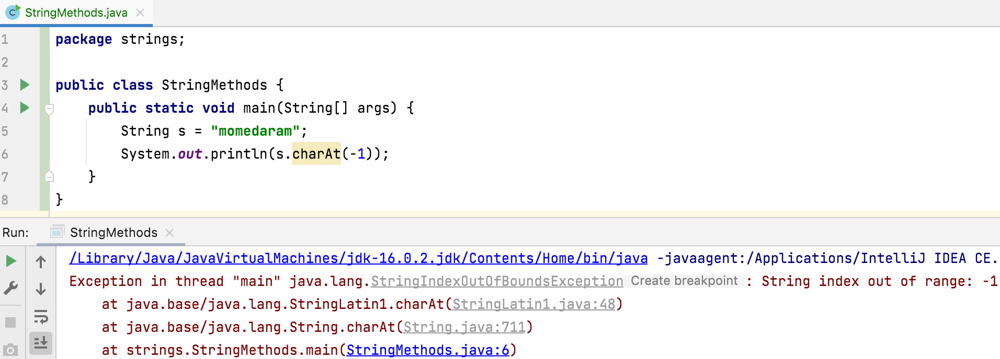 StringMethods.java
1 package strings;
2
3 public class StringMethods {
4 public static void main(String[] args) {
5 String s = "momedaram";
6 System.out.println(s.charAt(-1));
7 }
8 }
Run: StringMethods
/Library/Java/JavaVirtualMachines/jdk-16.0.2.jdk/Contents/Home/bin/java -javaagent:/Applications/IntelliJ IDEA CE.
Exception in thread "main" java.lang.StringIndexOutOfBoundsException Create breakpoint : String index out of range: -1
at java.base/java.lang.StringLatin1.charAt(StringLatin1.java:48)
at java.base/java.lang.String.charAt(String.java:711)
at strings.StringMethods.main(StringMethods.java:6)